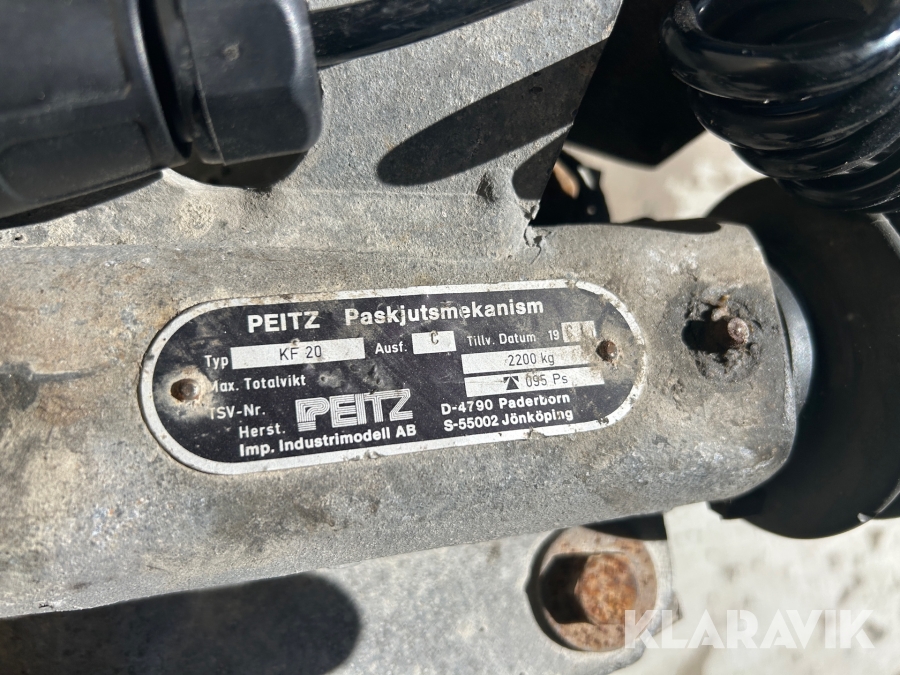 PEITZ Paskjutsmekanism
Typ KF 20 Ausf. C Tillv. Datum 19
Max. Totalvikt 2200 kg
TSV-Nr. 095 Ps
Herst. PEITZ D-4790 Paderborn
Imp. Industrimodell AB S-55002 Jönköping
KLARAVIK